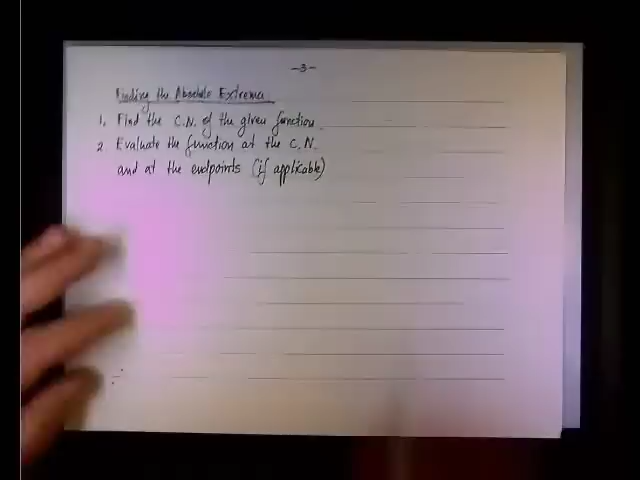 -3-
Finding the Absolute Extrema
1. Find the C.N. of the given function.
2 Evaluate the function at the C.N.
and at the endpoints (if applicable)